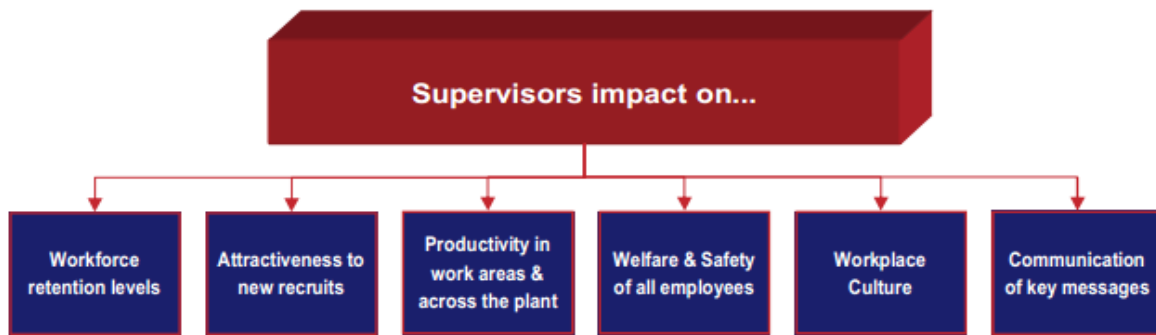 Supervisors impact on...
Workforce
retention levels
Attractiveness to
new recruits
Productivity in
work areas &
across the plant
Welfare & Safety
of all employees
Workplace
Culture
Communication
of key messages